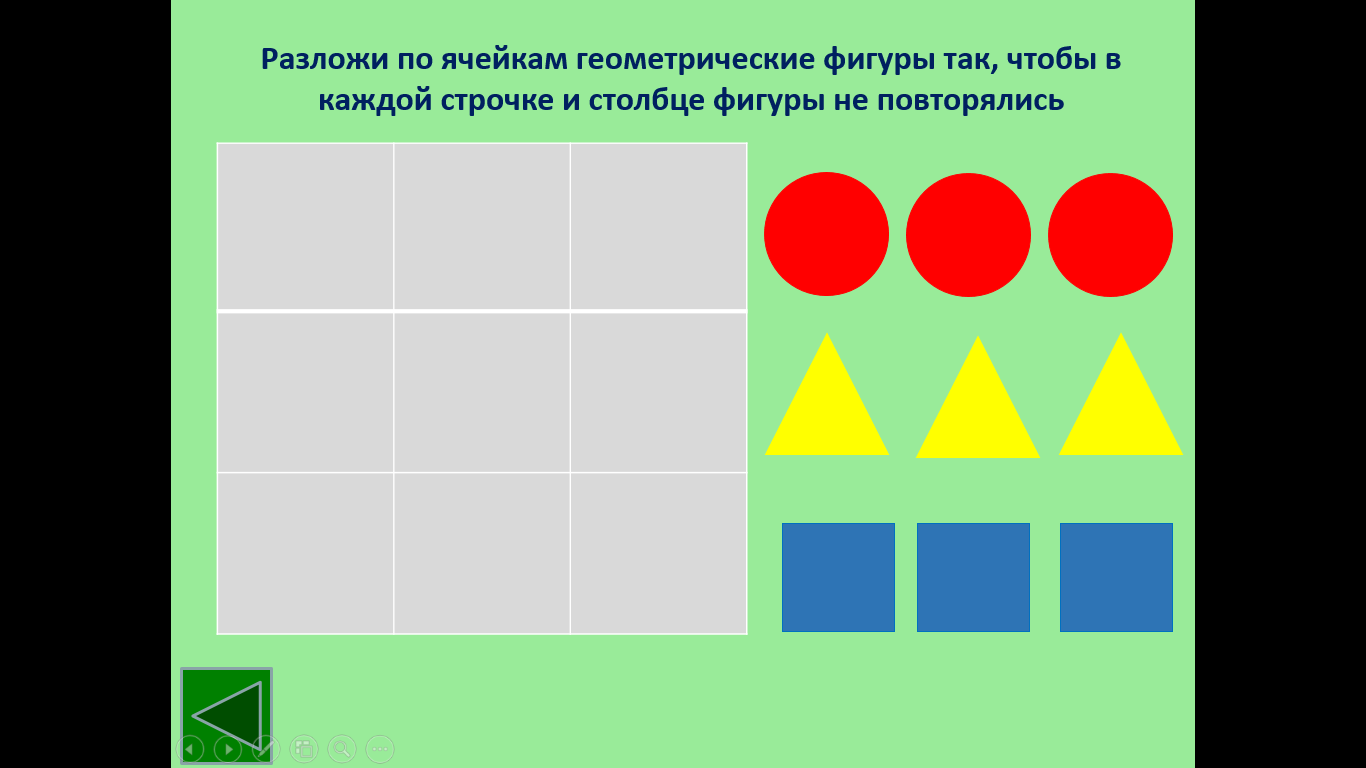 Разложи по ячейкам геометрические фигуры так, чтобы в
каждой строчке и столбце фигуры не повторялись